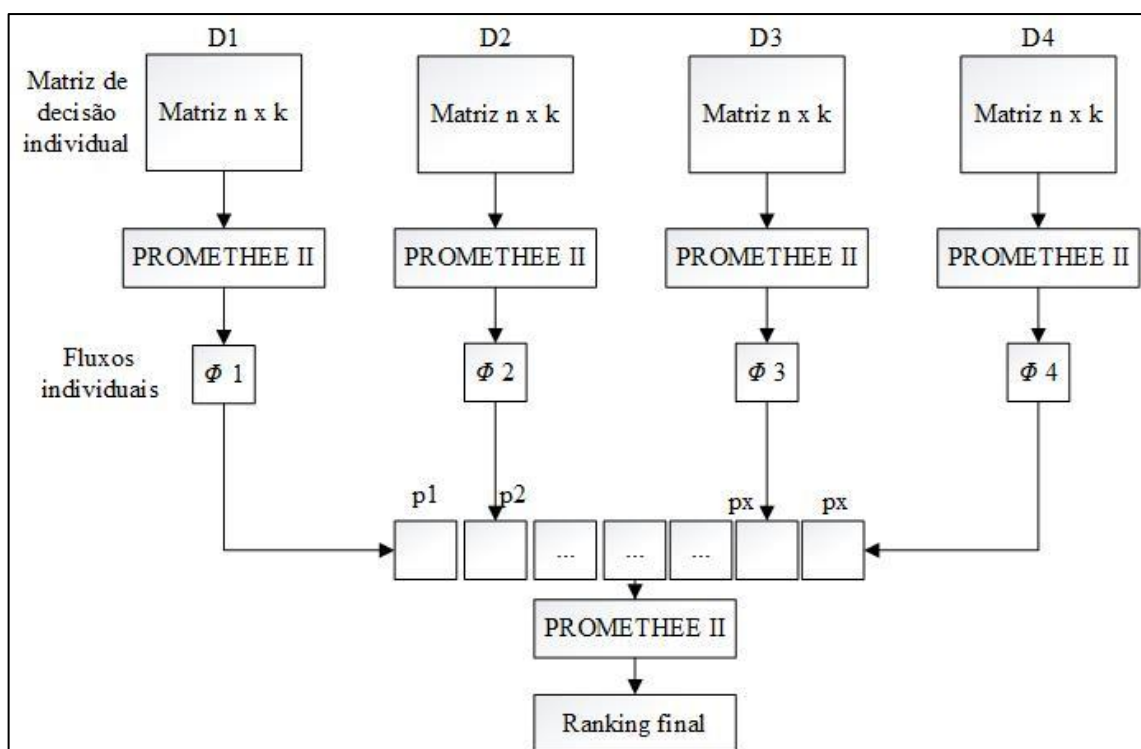 D1
D2
D3
D4
Matriz de
decisão
individual
Matriz n x k
Matriz n x k
Matriz n x k
Matriz n x k
PROMETHEE II
PROMETHEE II
PROMETHEE II
PROMETHEE II
Fluxos
individuais
Φ 1
Φ 2
Φ 3
Φ 4
p1
p2
px
px
...
...
...
PROMETHEE II
Ranking final